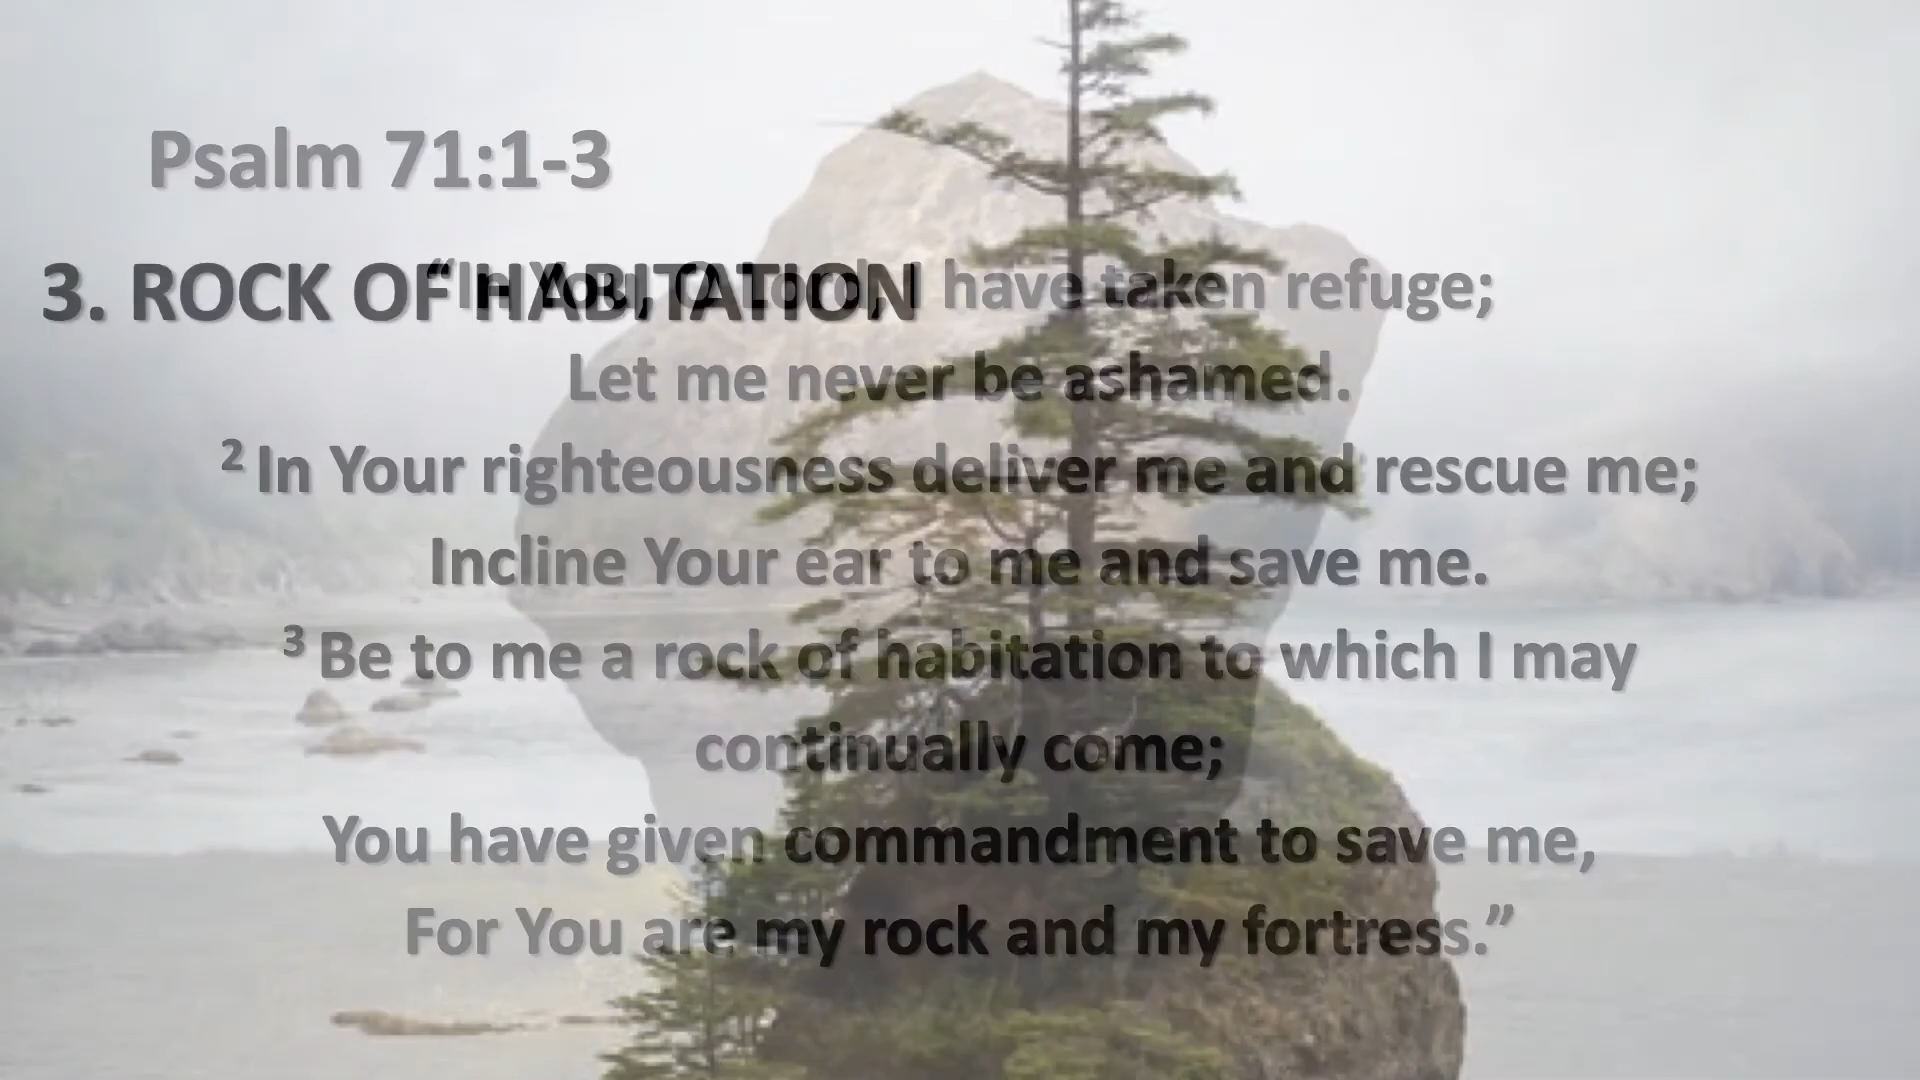 Psalm 71:1-3
3. ROCK OF HABITATION
“In You, O Lord, I have taken refuge;
Let me never be ashamed.
2 In Your righteousness deliver me and rescue me;
Incline Your ear to me and save me.
3 Be to me a rock of habitation to which I may
continually come;
You have given commandment to save me,
For You are my rock and my fortress.”